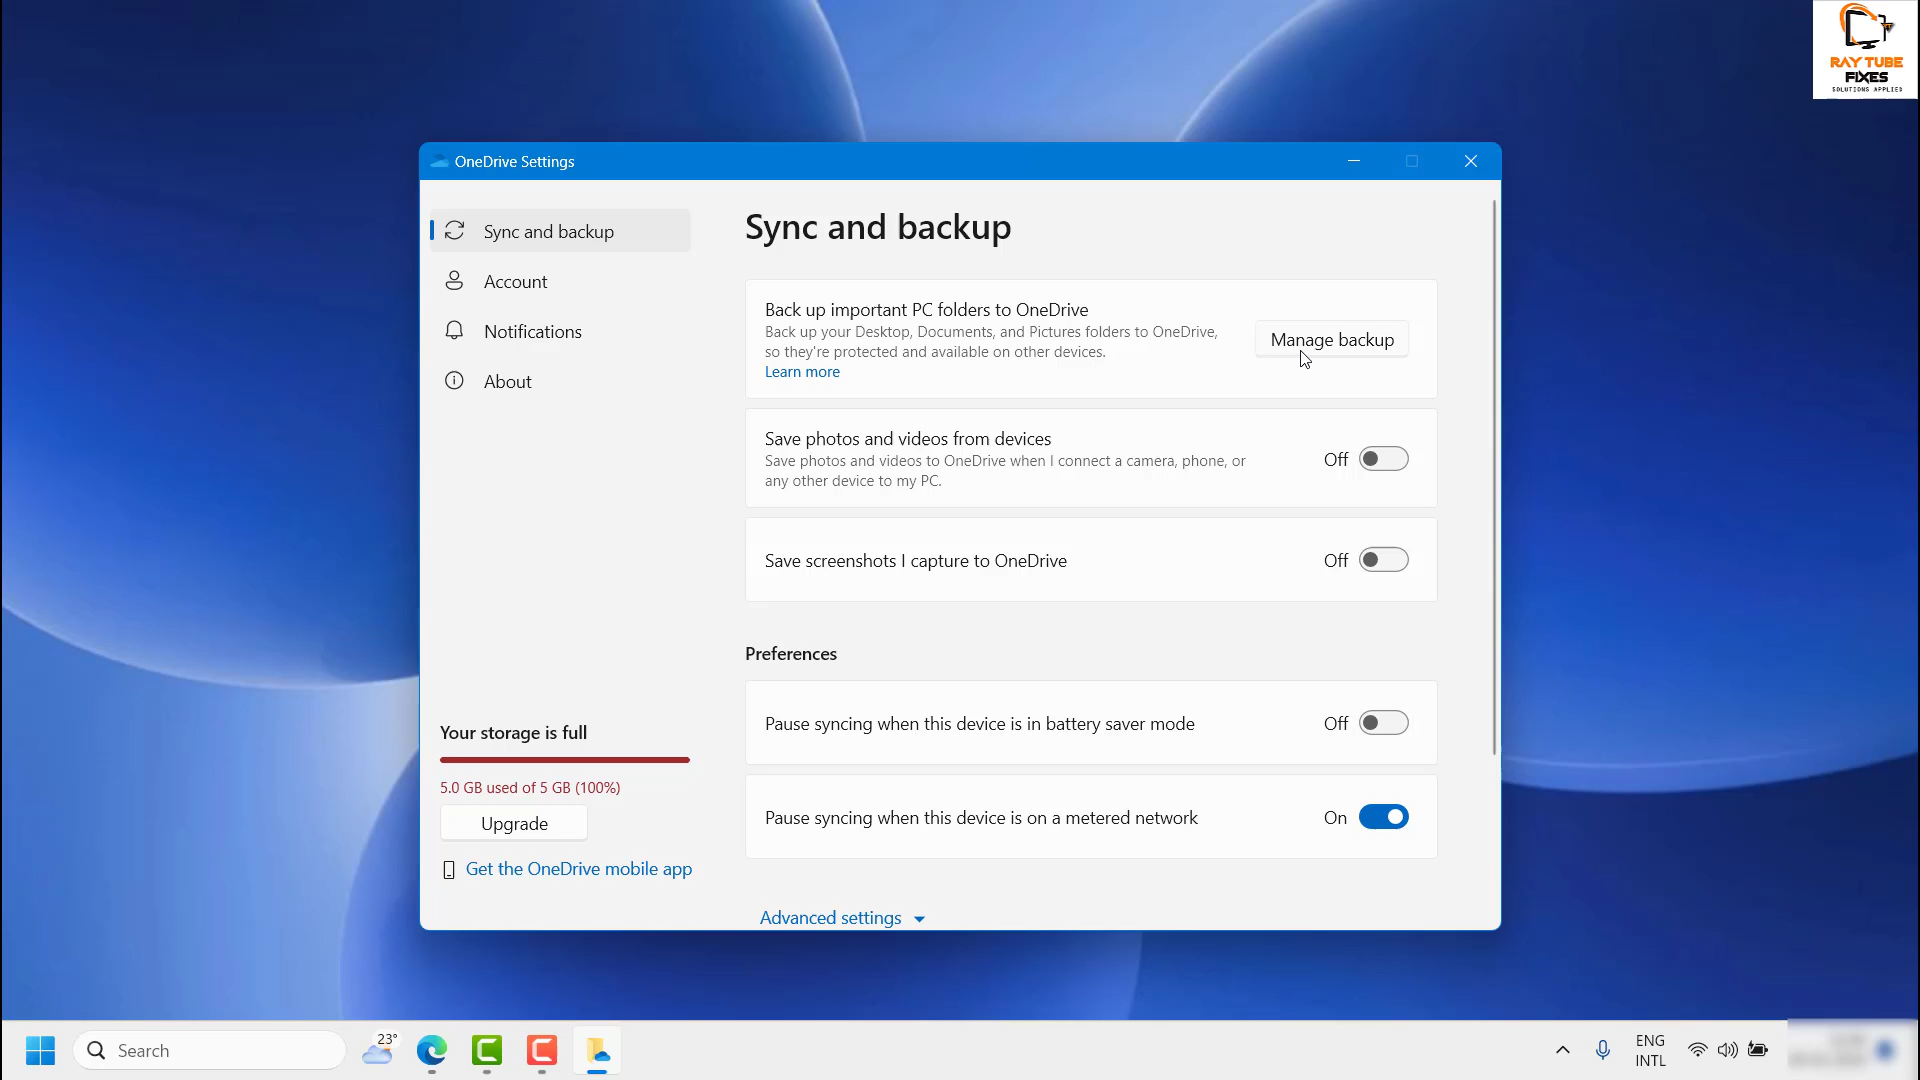 RAY TUBE
FIXES
SOLUTIONS APPLIED
OneDrive Settings
Sync and backup
Account
Notifications
About
Your storage is full
5.0 GB used of 5 GB (100%)
Upgrade
Get the OneDrive mobile app
Sync and backup
Back up important PC folders to OneDrive
Back up your Desktop, Documents, and Pictures folders to OneDrive,
so they're protected and available on other devices.
Learn more
Manage backup
Save photos and videos from devices
Save photos and videos to OneDrive when I connect a camera, phone, or
any other device to my PC.
Off
Save screenshots I capture to OneDrive
Off
Preferences
Pause syncing when this device is in battery saver mode
Off
Pause syncing when this device is on a metered network
On
Advanced settings
Search
23°
ENG
INTL